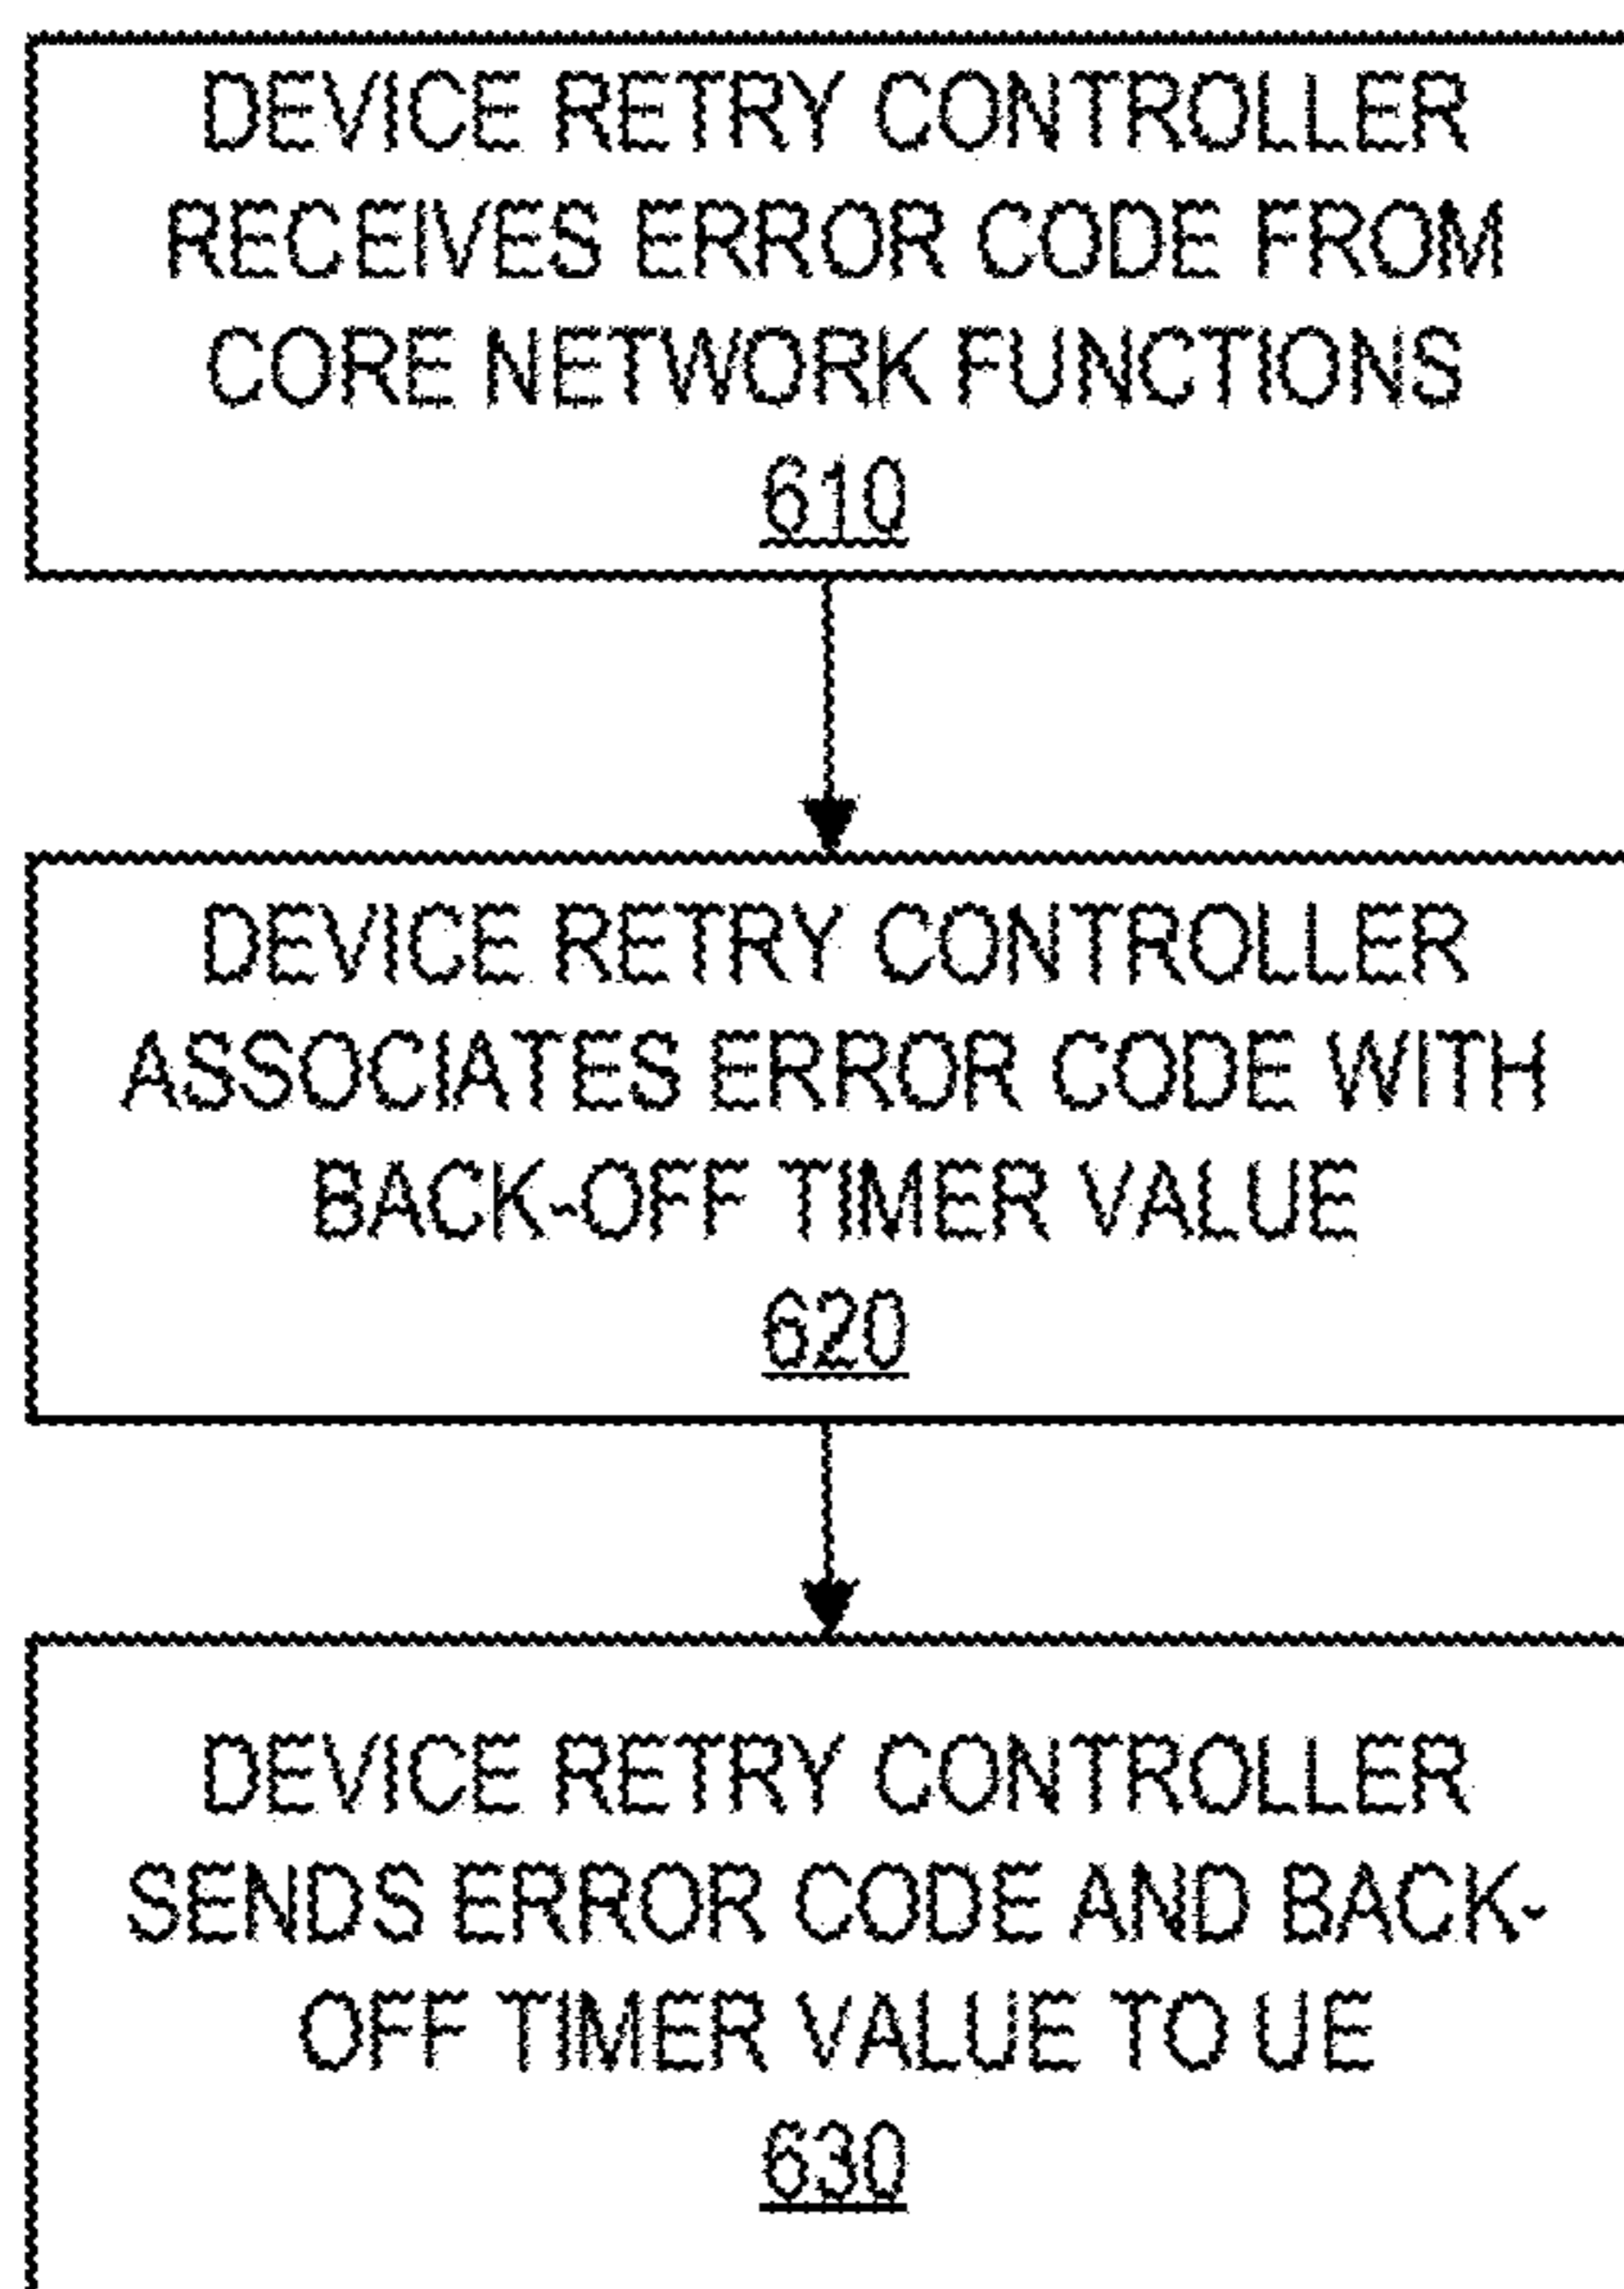 DEVICE RETRY CONTROLLER
RECEIVES ERROR CODE FROM
CORE NETWORK FUNCTIONS
610
DEVICE RETRY CONTROLLER
ASSOCIATES ERROR CODE WITH
BACK-OFF TIMER VALUE
620
DEVICE RETRY CONTROLLER
SENDS ERROR CODE AND BACK-
OFF TIMER VALUE TO UE
630